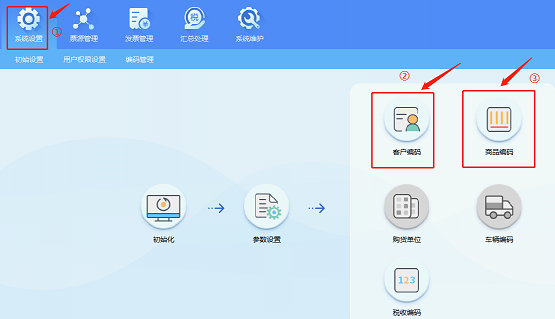 系统设置
票源管理
发票管理
汇总处理
系统维护
①
初始设置
用户权限设置
编码管理
②
③
客户编码
商品编码
初始化
参数设置
购货单位
车辆编码
123
税收编码